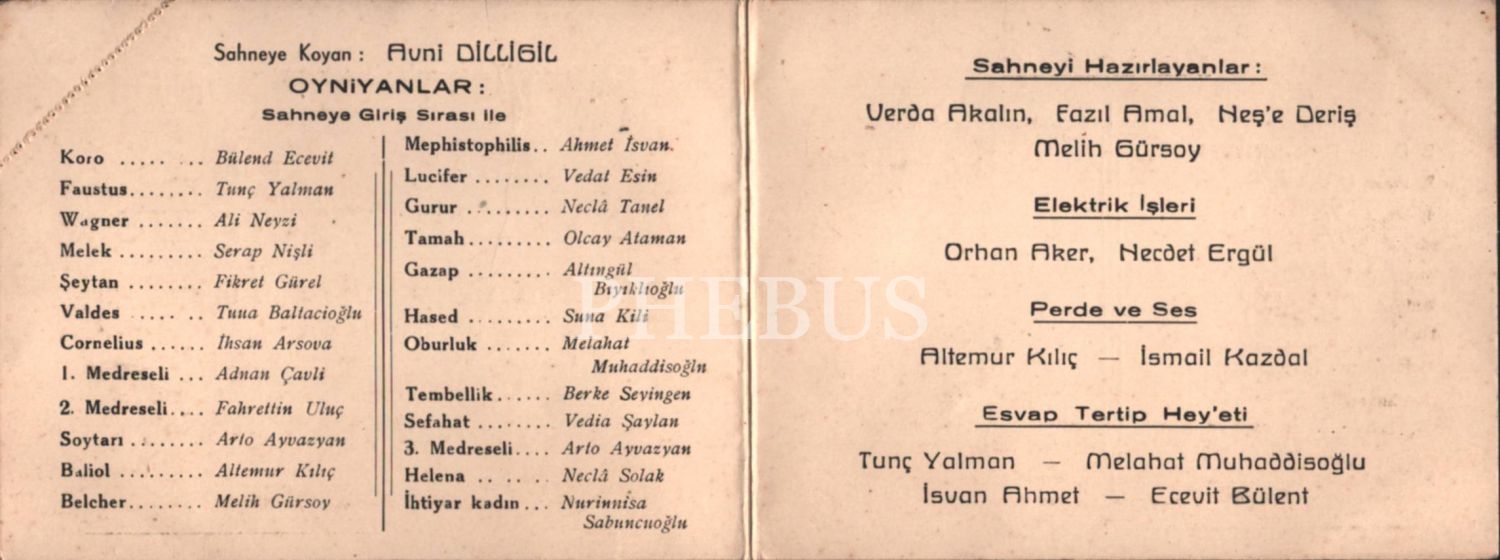 Sahneye Koyan : Avni DİLLİGİL
OYNİYANLAR :
Sahneye Giriş Sırası ile
Koro ..... ... Bülend Ecevit
Faustus........ Tunç Yalman
Wagner ....... Ali Neyzi
Melek ......... Serap Nişli
Şeytan ........ Fikret Gürel
Valdes ..... .. Tuna Baltacioğlu
Cornelius ...... İhsan Arsova
1. Medreseli ... Adnan Çavli
2. Medreseli.... Fahrettin Uluç
Soytarı ........ Arto Ayvazyan
Baliol ......... Altemur Kılıç
Belcher........ Melih Gürsoy
Mephistophilis.. Ahmet İsvan.
Lucifer ........ Vedat Esin
Gurur ......... Neclâ Tanel
Tamah......... Olcay Ataman
Gazap ......... Altıngül
Bıyıklıoğlu
Hased ......... Suna Kili
Oburluk ....... Melahat
Muhaddisoğln
Tembellik...... Berke Sevingen
Sefahat ........ Vedia Şaylan
3. Medreseli.... Arto Ayvazyan
Helena .. ..... Neclâ Solak
İhtiyar kadın... Nurinnisa
Sabuncuoğlu
Sahneyi Hazırlayanlar :
Verda Akalın, Fazıl Amal, Neş'e Deriş
Melih Gürsoy
Elektrik İşleri
Orhan Aker, Necdet Ergül
Perde ve Ses
Altemur Kılıç — İsmail Kazdal
Esvap Tertip Hey'eti
Tunç Yalman — Melahat Muhaddisoğlu
İsvan Ahmet — Ecevit Bülent
PHEBUS